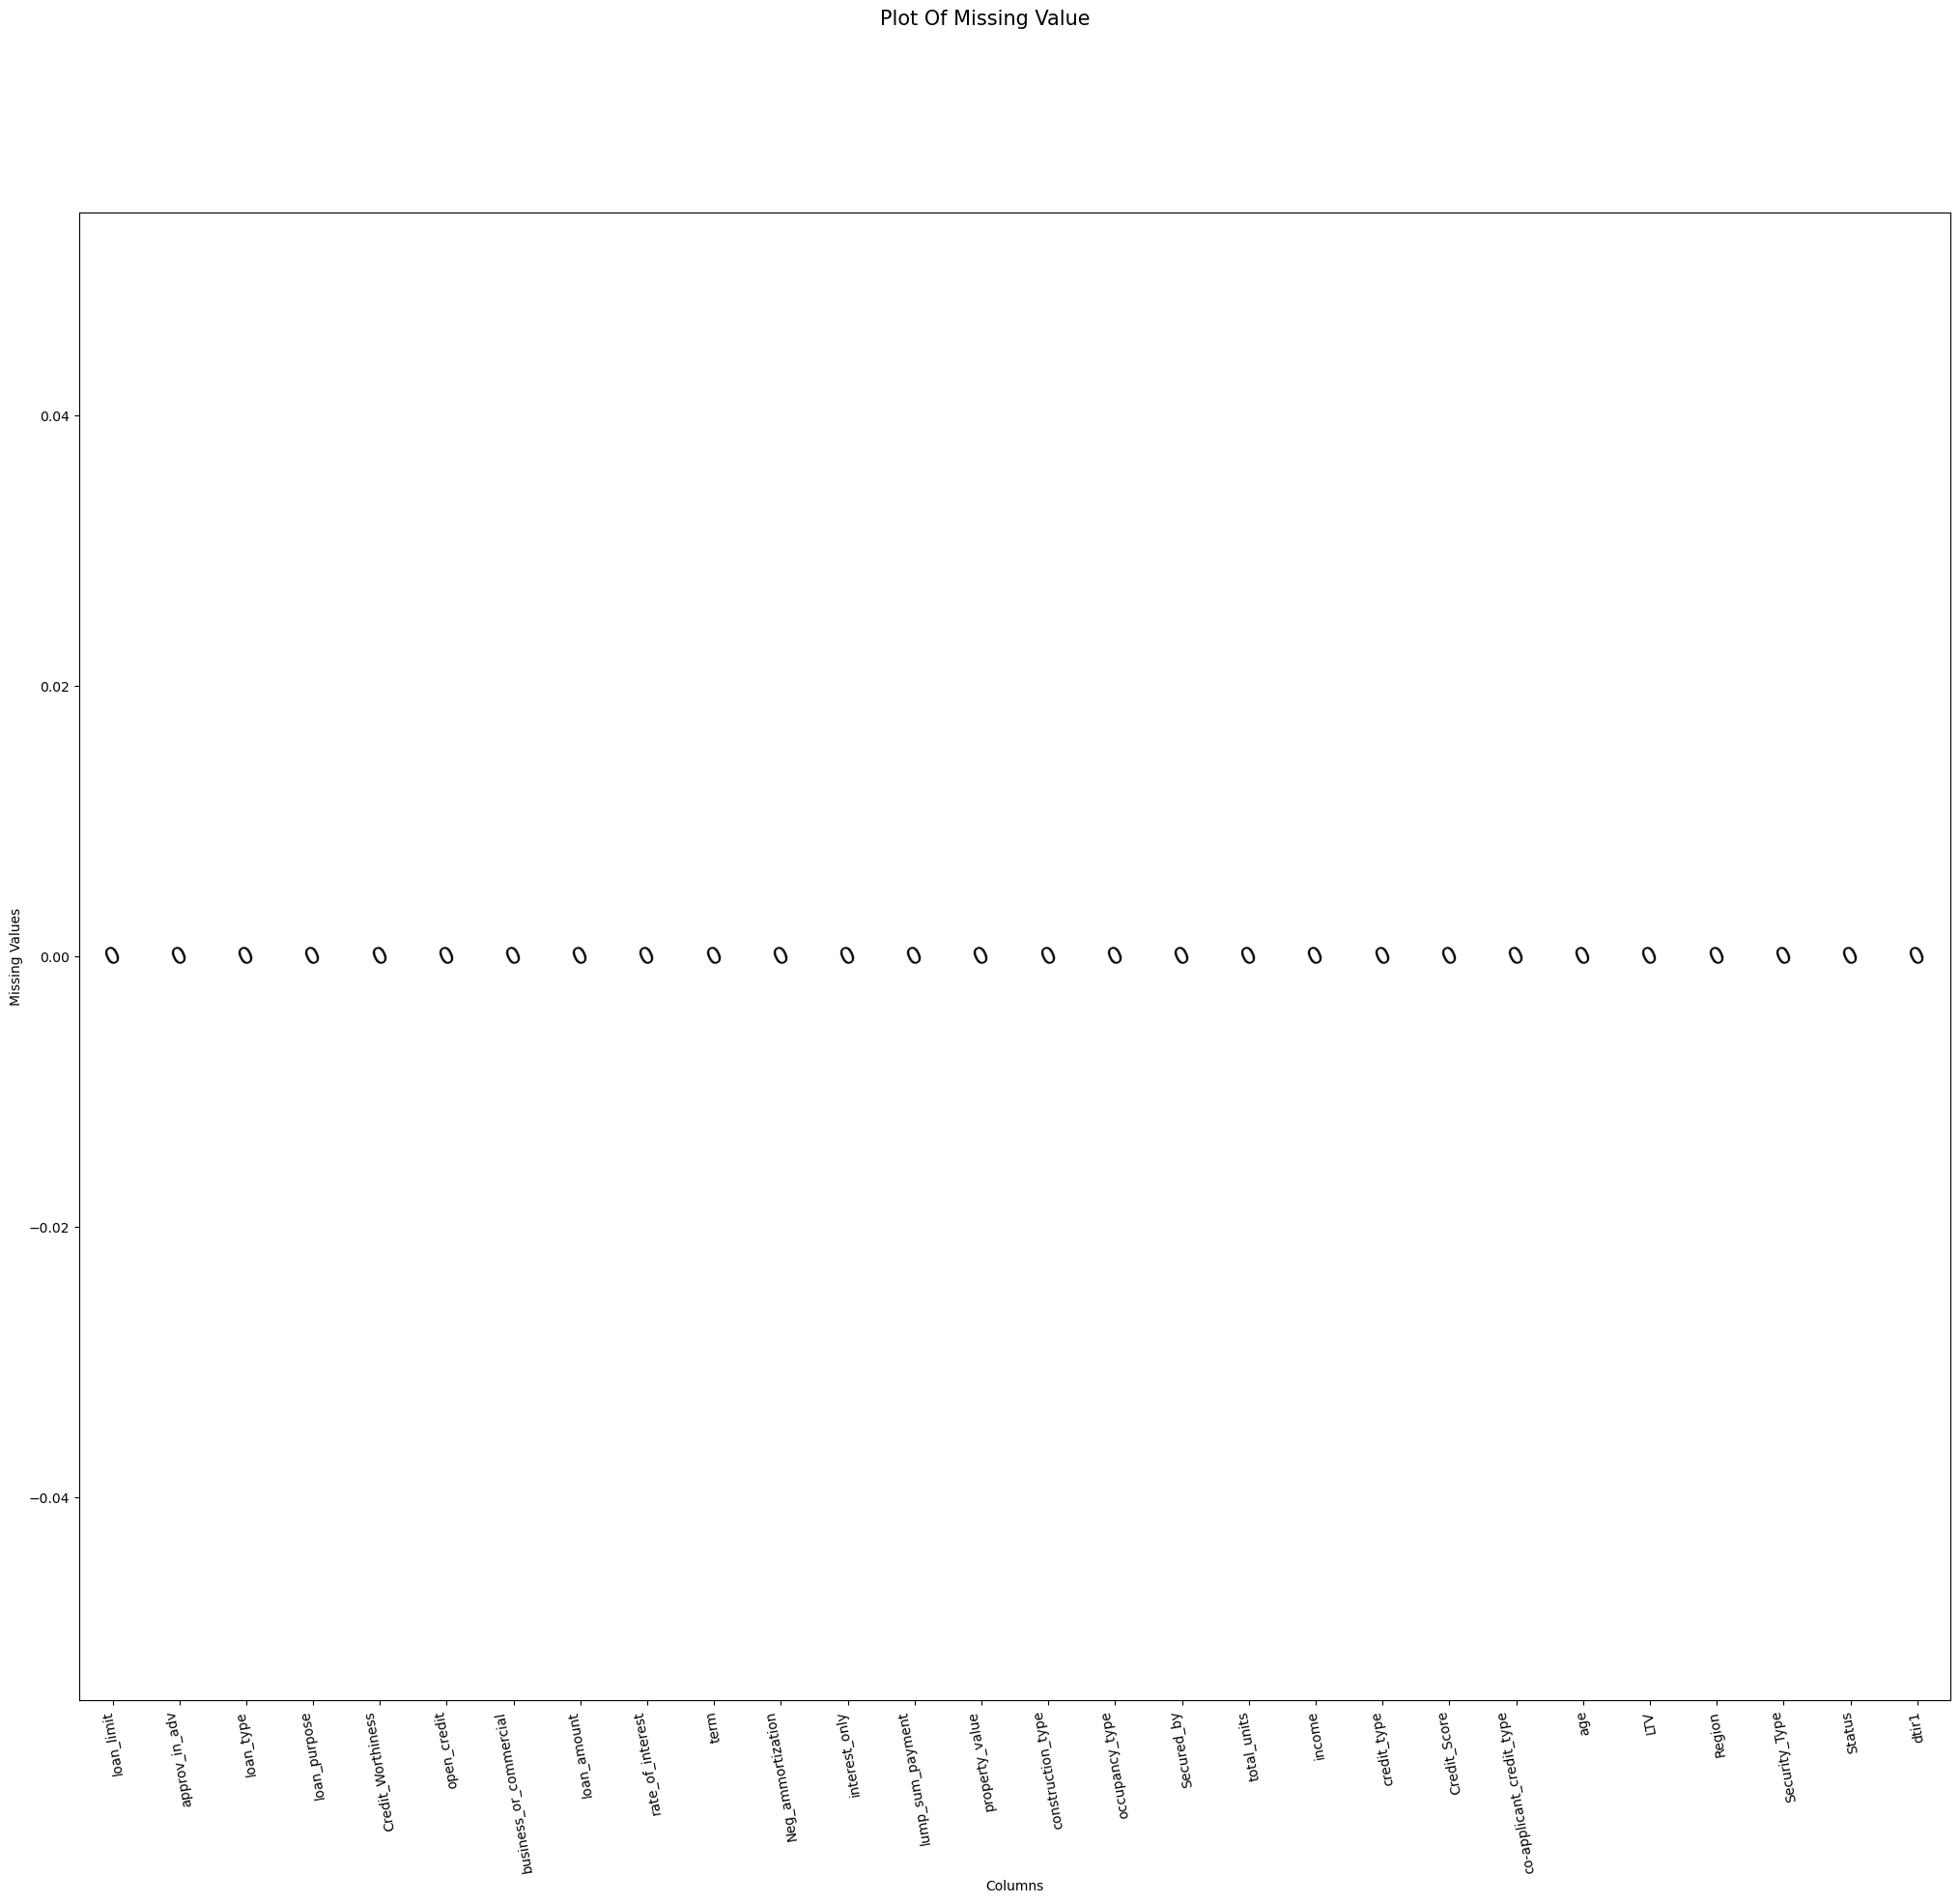 Plot Of Missing Value
0.04
0.02
0.00
−0.02
−0.04
Missing Values
0 0 0 0 0 0 0 0 0 0 0 0 0 0 0 0 0 0 0 0 0 0 0 0 0 0 0 0
loan_limit
approv_in_adv
loan_type
loan_purpose
Credit_Worthiness
open_credit
business_or_commercial
loan_amount
rate_of_interest
term
Neg_ammortization
interest_only
lump_sum_payment
property_value
construction_type
occupancy_type
Secured_by
total_units
income
credit_type
Credit_Score
co-applicant_credit_type
age
LTV
Region
Security_Type
Status
dtir1
Columns